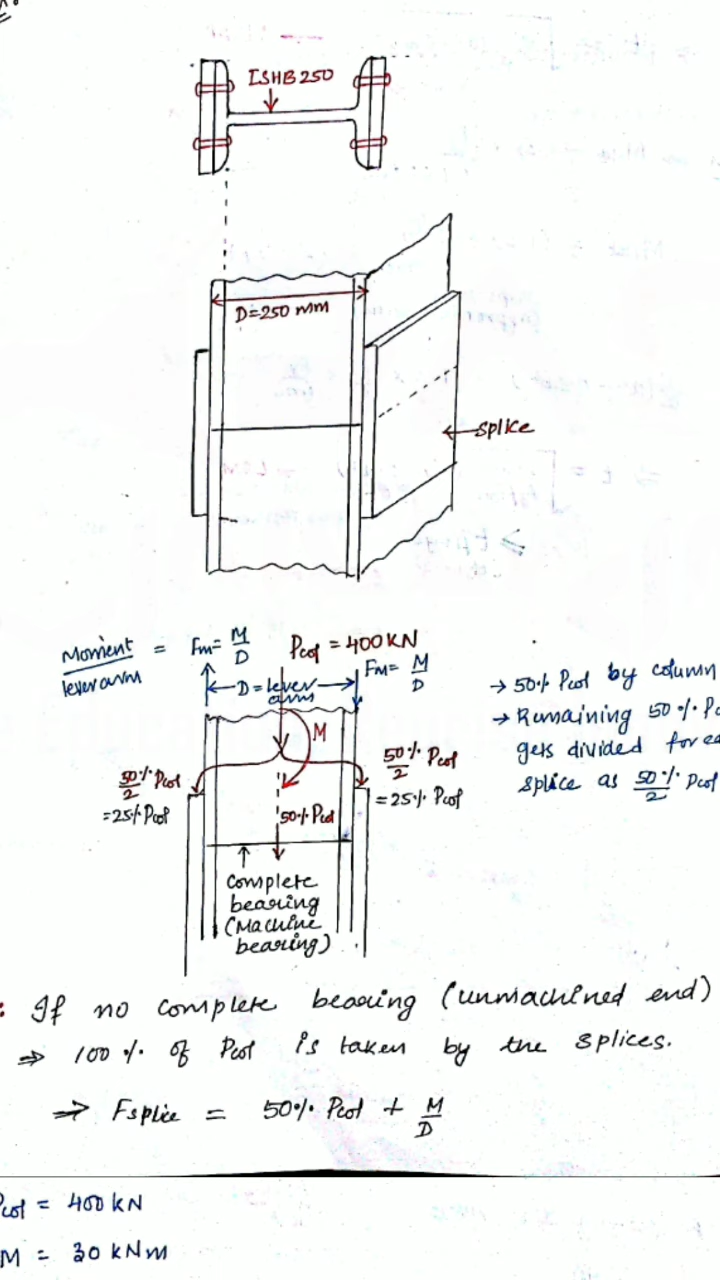 ISHB 250
D=250 mm
splice
Moment/lever arm = Fm= M/D
Pcol = 400 KN
Fm= M/D
D=lever arm
M
50%/2 Pcol
=25% Pcol
50%/2 Pcol
=25% Pcol
50% Pcol
→ 50% Pcol by column
→ Remaining 50 %
gets divided for
splice as 50%/2 Pcol
Complete
bearing
(Machine
bearing)
: If no complete beaing (unmachined end)
⇒ 100 % of Pcol is taken by the splices.
⇒ Fsplice = 50% Pcol + M/D
Pcol = 400 kN
M = 30 kNm